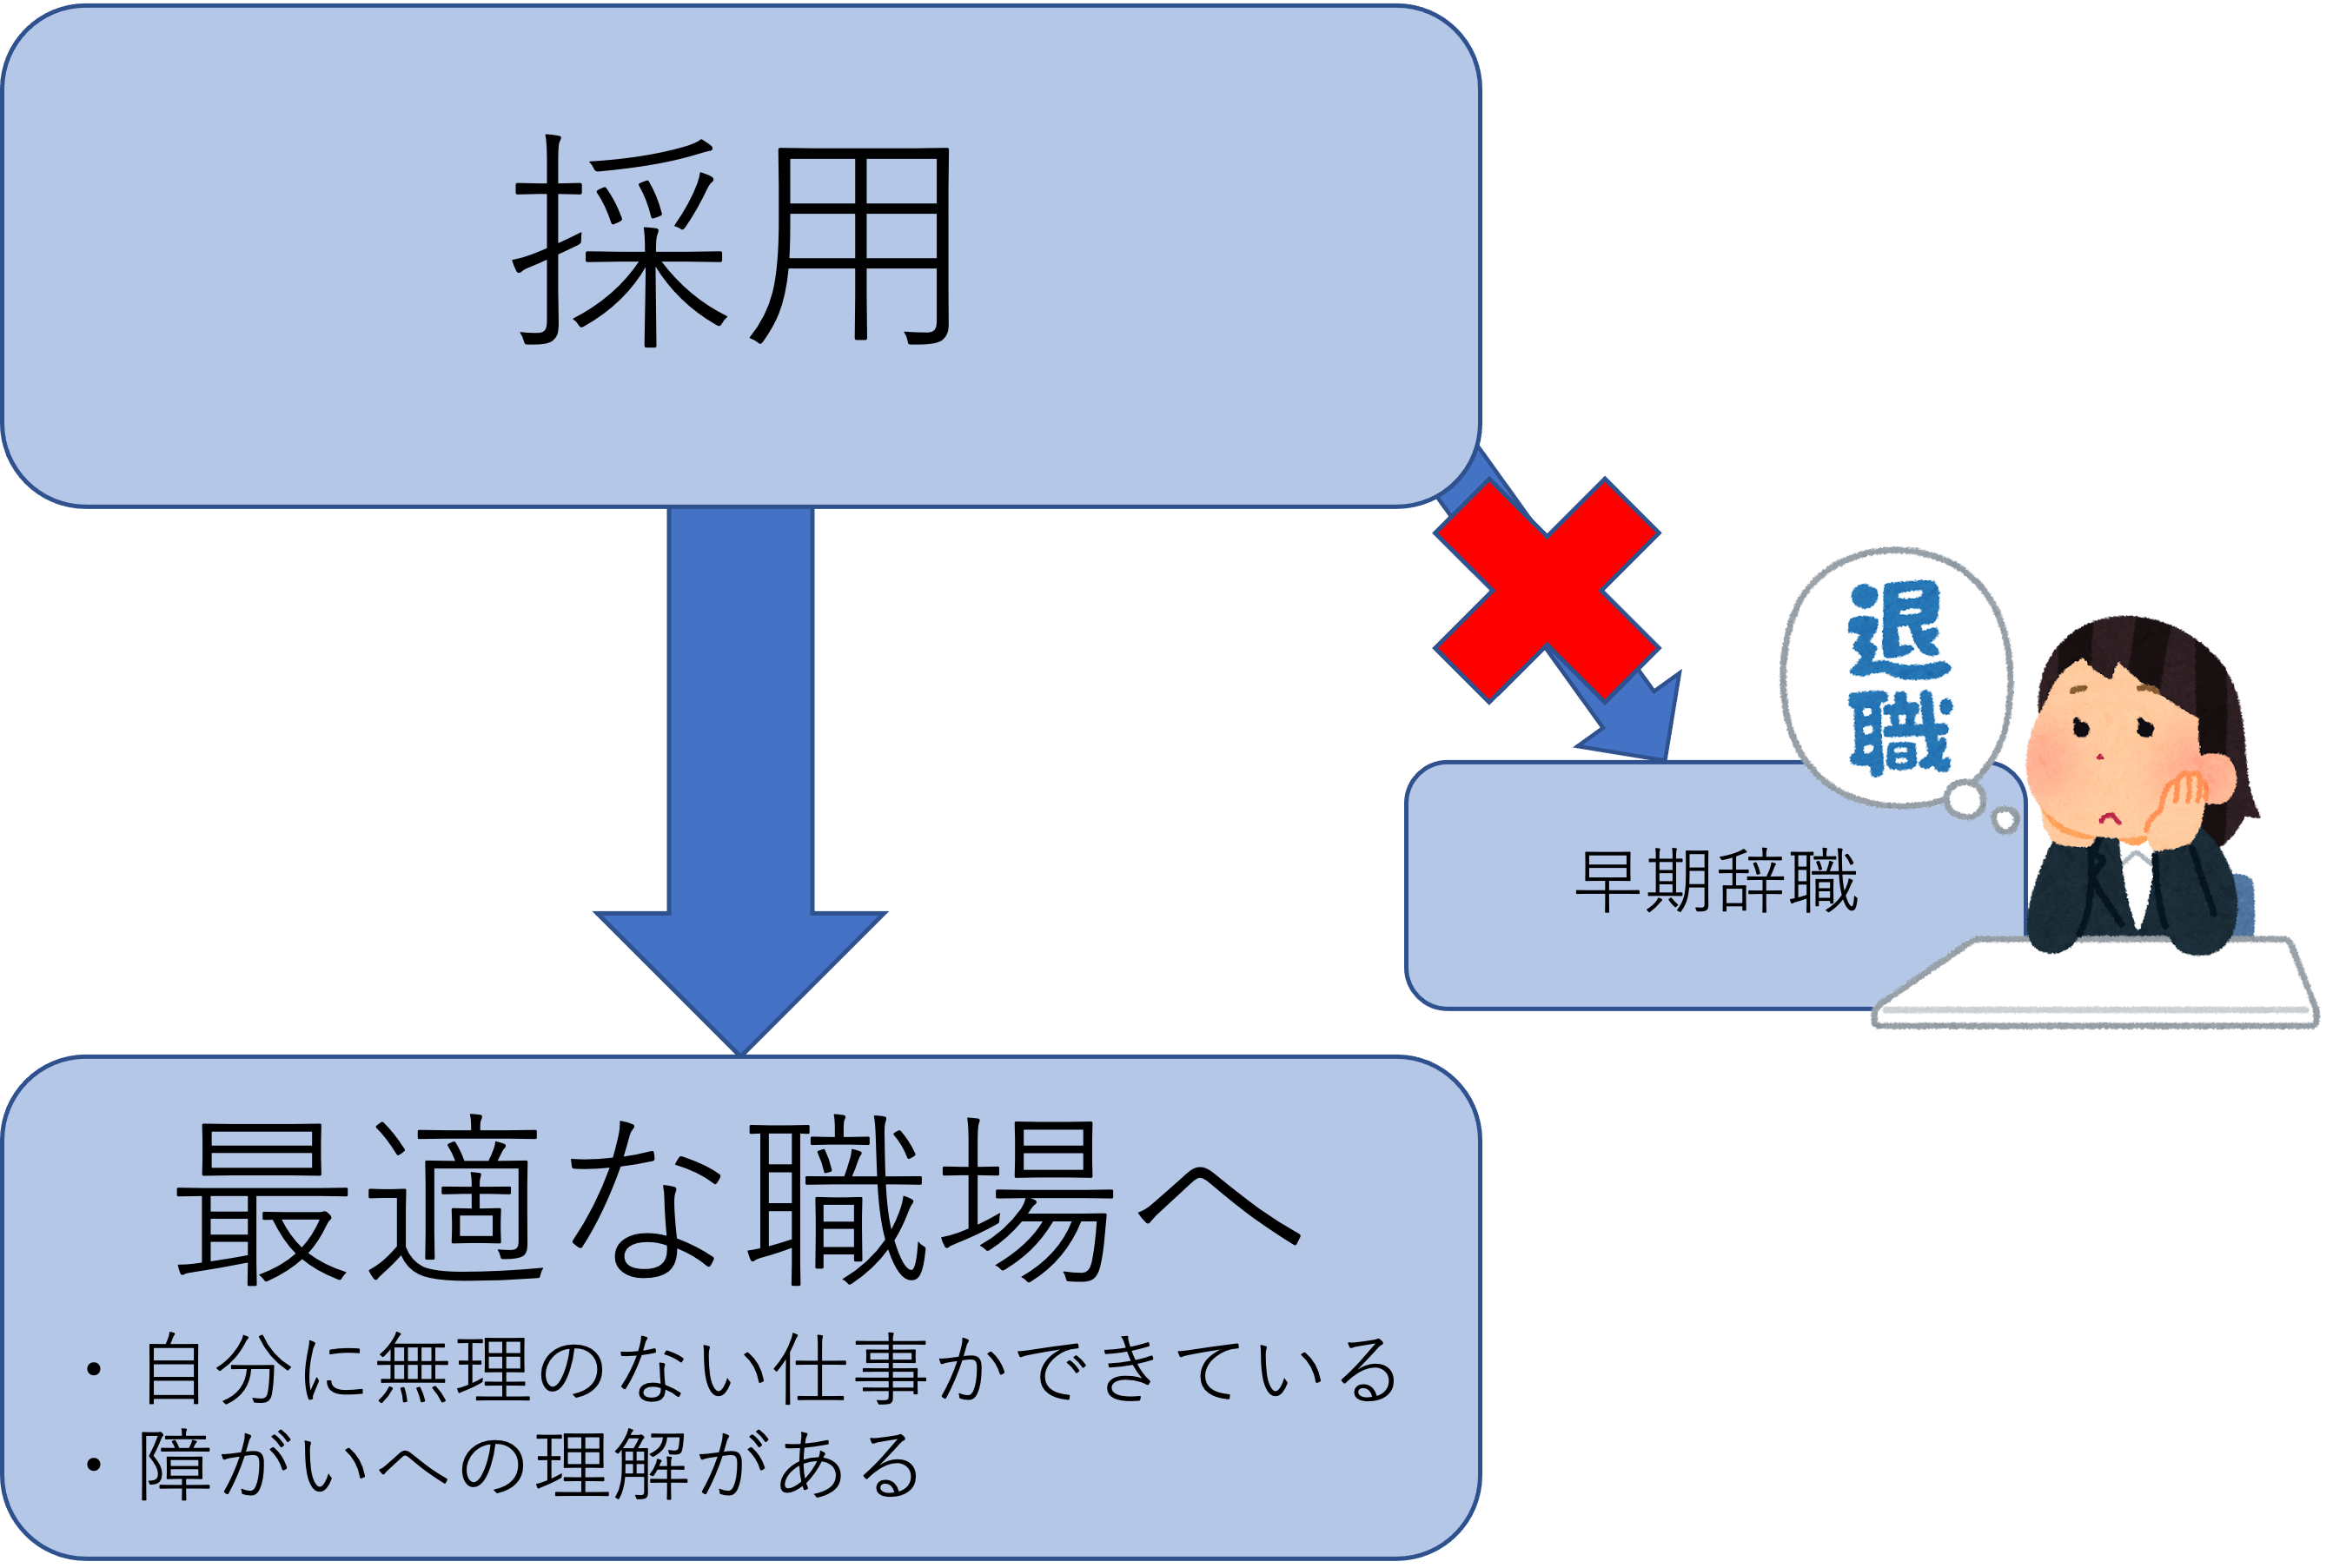 採用
退職
早期辞職
最適な職場へ
・自分に無理のない仕事かできている
・障がいへの理解がある